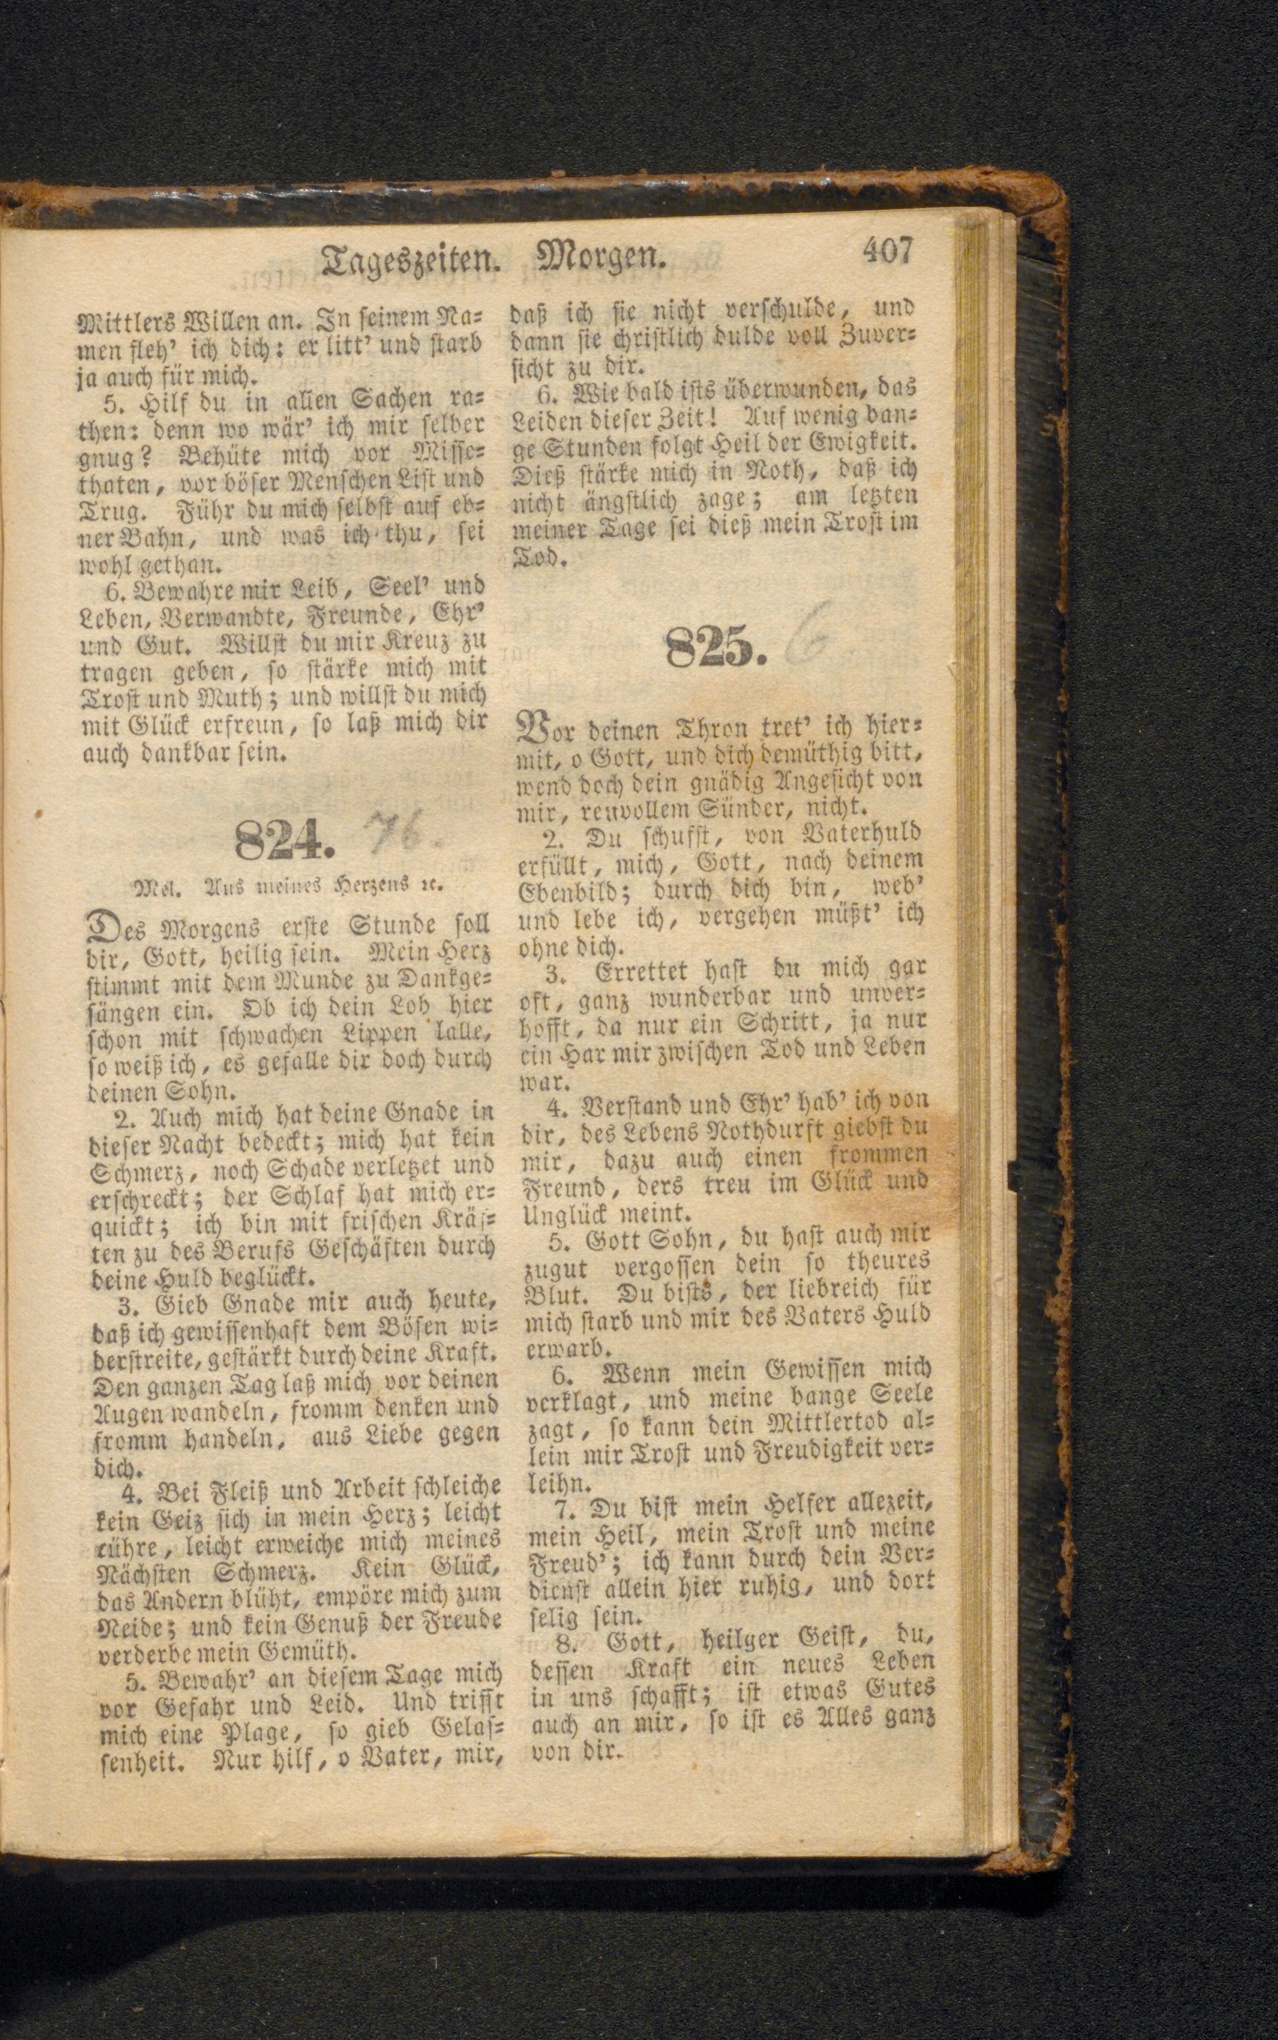 Tageszeiten. Morgen. 407
Mittlers Willen an. In seinem Na-
men fleh' ich dich: er litt' und starb
ja auch für mich.
5. Hilf du in allen Sachen ra-
then: denn wo wär' ich mir selber
gnug? Behüte mich vor Misse-
thaten, vor böser Menschen List und
Trug. Führ du mich selbst auf eb-
ner Bahn, und was ich thu, sei
wohl gethan.
6. Bewahre mir Leib, Seel' und
Leben, Verwandte, Freunde, Ehr'
und Gut. Willst du mir Kreuz zu
tragen geben, so stärke mich mit
Trost und Muth; und willst du mich
mit Glück erfreun, so laß mich dir
auch dankbar sein.
824. 76.
Mel. Aus meines Herzens ꝛc.
Des Morgens erste Stunde soll
dir, Gott, heilig sein. Mein Herz
stimmt mit dem Munde zu Dankge-
sängen ein. Ob ich dein Lob hier
schon mit schwachen Lippen lalle,
so weiß ich, es gefalle dir doch durch
deinen Sohn.
2. Auch mich hat deine Gnade in
dieser Nacht bedeckt; mich hat kein
Schmerz, noch Schade verletzet und
erschreckt; der Schlaf hat mich er-
quickt; ich bin mit frischen Kräf-
ten zu des Berufs Geschäften durch
deine Huld beglückt.
3. Gieb Gnade mir auch heute,
daß ich gewissenhaft dem Bösen wi-
derstreite, gestärkt durch deine Kraft.
Den ganzen Tag laß mich vor deinen
Augen wandeln, fromm denken und
fromm handeln, aus Liebe gegen
dich.
4. Bei Fleiß und Arbeit schleiche
kein Geiz sich in mein Herz; leicht
rühre, leicht erweiche mich meines
Nächsten Schmerz. Kein Glück,
das Andern blüht, empöre mich zum
Neide; und kein Genuß der Freude
verderbe mein Gemüth.
5. Bewahr' an diesem Tage mich
vor Gefahr und Leid. Und trifft
mich eine Plage, so gieb Gelas-
senheit. Nur hilf, o Vater, mir,
daß ich sie nicht verschulde, und
dann sie christlich dulde voll Zuver-
sicht zu dir.
6. Wie bald ists überwunden, das
Leiden dieser Zeit! Auf wenig ban-
ge Stunden folgt Heil der Ewigkeit.
Dieß stärke mich in Noth, daß ich
nicht ängstlich zage; am letzten
meiner Tage sei dieß mein Trost im
Tod.
825. 6
Vor deinen Thron tret' ich hier-
mit, o Gott, und dich demüthig bitt,
wend doch dein gnädig Angesicht von
mir, reuvollem Sünder, nicht.
2. Du schufst, von Vaterhuld
erfüllt, mich, Gott, nach deinem
Ebenbild; durch dich bin, web'
und lebe ich, vergehen müßt' ich
ohne dich.
3. Errettet hast du mich gar
oft, ganz wunderbar und unver-
hofft, da nur ein Schritt, ja nur
ein Har mir zwischen Tod und Leben
war.
4. Verstand und Ehr' hab' ich von
dir, des Lebens Nothdurft giebst du
mir, dazu auch einen frommen
Freund, ders treu im Glück und
Unglück meint.
5. Gott Sohn, du hast auch mir
zugut vergossen dein so theures
Blut. Du bists, der liebreich für
mich starb und mir des Vaters Huld
erwarb.
6. Wenn mein Gewissen mich
verklagt, und meine bange Seele
zagt, so kann dein Mittlertod al-
lein mir Trost und Freudigkeit ver-
leihn.
7. Du bist mein Helfer allezeit,
mein Heil, mein Trost und meine
Freud'; ich kann durch dein Ver-
dienst allein hier ruhig, und dort
selig sein.
8. Gott, heilger Geist, du,
dessen Kraft ein neues Leben
in uns schafft; ist etwas Gutes
auch an mir, so ist es Alles ganz
von dir.